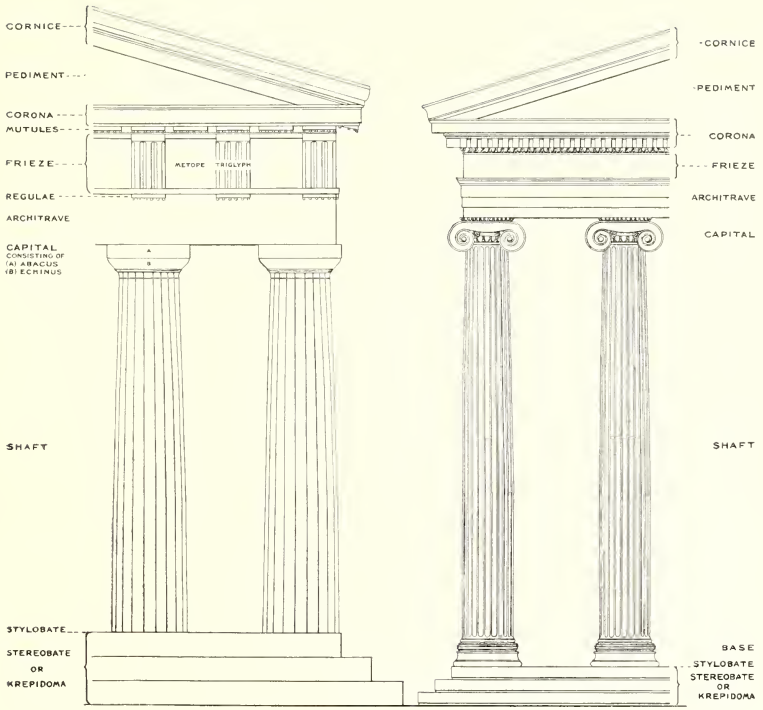 CORNICE
PEDIMENT
CORONA
MUTULES
FRIEZE
METOPE TRIGLYPH
REGULAE
ARCHITRAVE
CAPITAL
CONSISTING OF
(A) ABACUS
(B) ECHINUS
A
B
SHAFT
STYLOBATE
STEREOBATE
OR
KREPIDOMA
CORNICE
PEDIMENT
CORONA
FRIEZE
ARCHITRAVE
CAPITAL
SHAFT
BASE
STYLOBATE
STEREOBATE
OR
KREPIDOMA